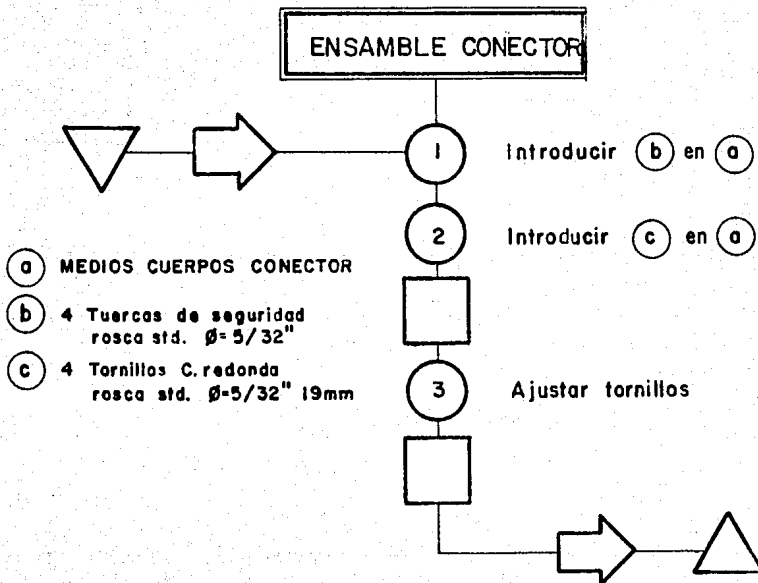 ENSAMBLE CONECTOR
1 Introducir b en a
2 Introducir c en a
a MEDIOS CUERPOS CONECTOR
b 4 Tuercas de seguridad
rosca std. Ø=5/32"
c 4 Tornillos C. redonda
rosca std. Ø=5/32" 19mm
3 Ajustar tornillos